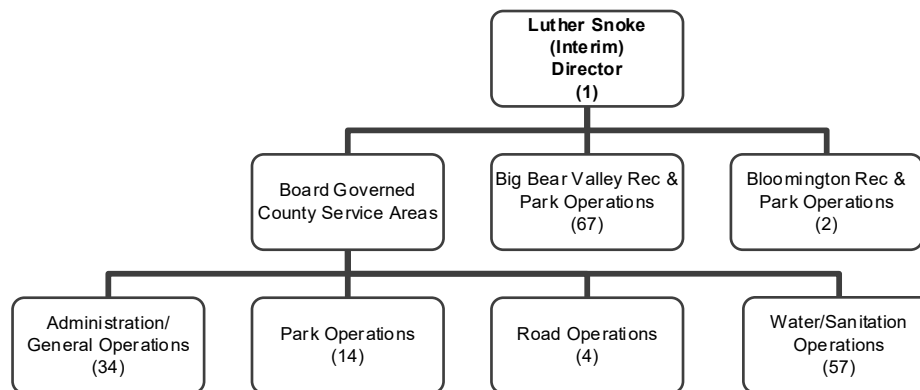 Luther Snoke
(Interim)
Director
(1)
Board Governed
County Service Areas
Big Bear Valley Rec &
Park Operations
(67)
Bloomington Rec &
Park Operations
(2)
Administration/
General Operations
(34)
Park Operations
(14)
Road Operations
(4)
Water/Sanitation
Operations
(57)